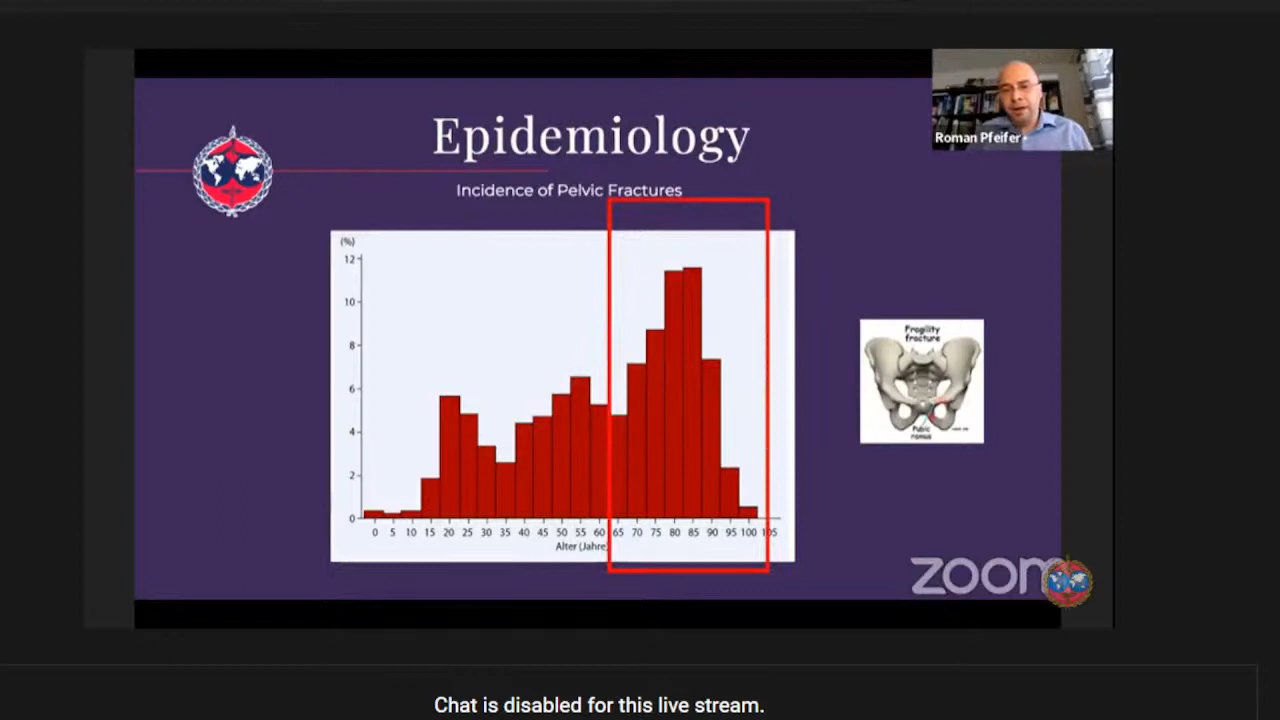 Epidemiology
Roman Pfeifer
Incidence of Pelvic Fractures
(%)
12
10
8
6
4
2
0
0 5 10 15 20 25 30 35 40 45 50 55 60 65 70 75 80 85 90 95 100 105
Alter (Jahre)
Fragility
fracture
Pubic
ramus
zoom
Chat is disabled for this live stream.